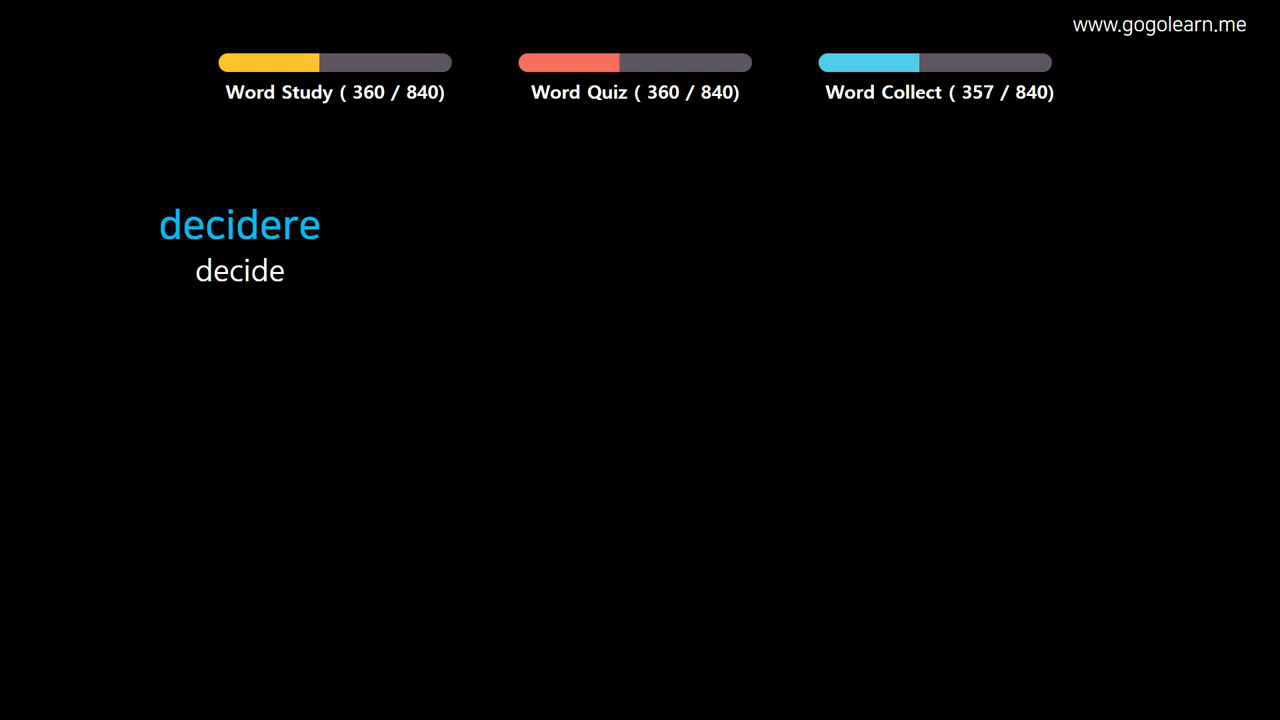 www.gogolearn.me
Word Study ( 360 / 840)
Word Quiz ( 360 / 840)
Word Collect ( 357 / 840)
decidere
decide